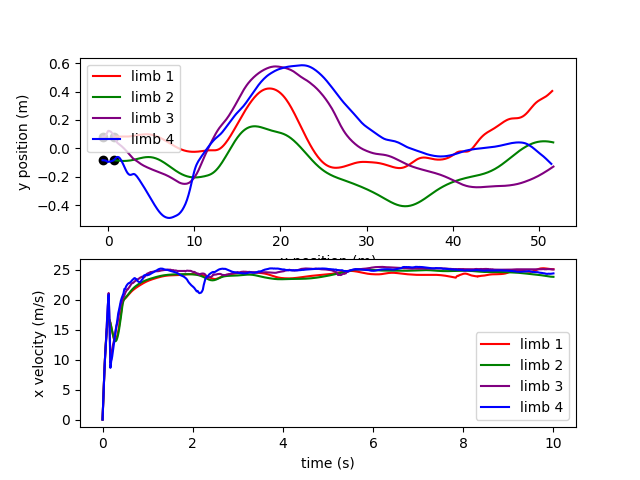 y position (m)
0.6
0.4
0.2
0.0
−0.2
−0.4
limb 1
limb 2
limb 3
limb 4
0 10 20 30 40 50
x position (m)
x velocity (m/s)
25
20
15
10
5
0
limb 1
limb 2
limb 3
limb 4
0 2 4 6 8 10
time (s)